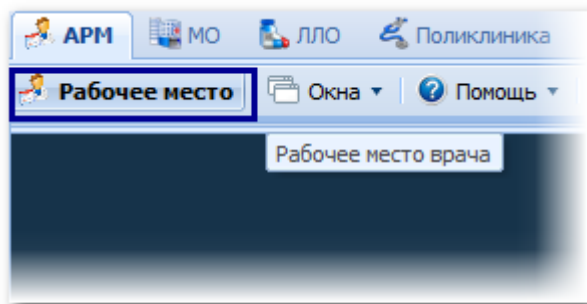 АРМ МО ЛЛО Поликлиника
Рабочее место Окна Помощь
Рабочее место врача